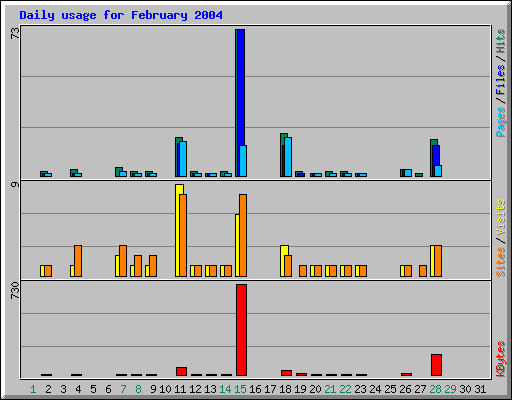 Daily usage for February 2004
73
Pages / Files / Hits
9
Sites / Visits
730
KBytes
1 2 3 4 5 6 7 8 9 10 11 12 13 14 15 16 17 18 19 20 21 22 23 24 25 26 27 28 29 30 31